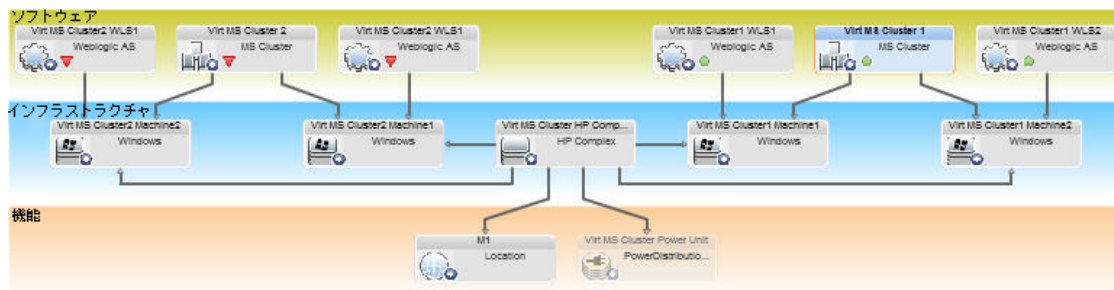 ソフトウェア
Virt MS Cluster2 WLS1
Weblogic AS
Virt MS Cluster 2
MS Cluster
Virt MS Cluster2 WLS1
Weblogic AS
Virt MS Cluster1 WLS1
Weblogic AS
Virt MS Cluster 1
MS Cluster
Virt MS Cluster1 WLS2
Weblogic AS
インフラストラクチャ
Virt MS Cluster2 Machine2
Windows
Virt MS Cluster2 Machine1
Windows
Virt MS Cluster HP Comp...
HP Complex
Virt MS Cluster1 Machine1
Windows
Virt MS Cluster1 Machine2
Windows
機能
M1
Location
Virt MS Cluster Power Unit
PowerDistributio...